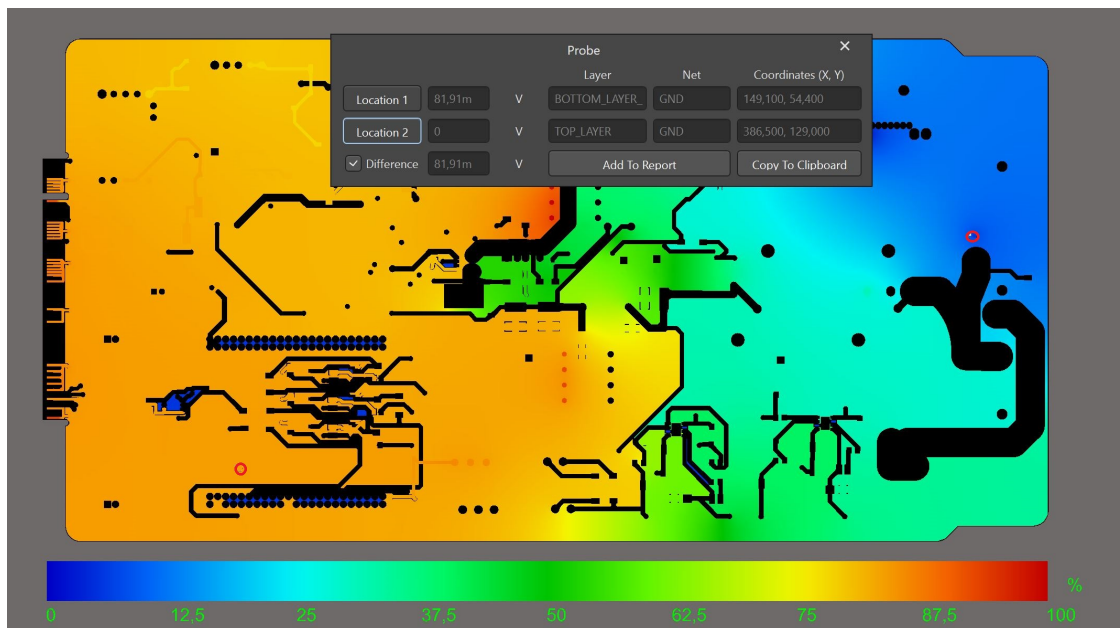 Probe
Layer Net Coordinates (X, Y)
Location 1 81,91m V BOTTOM_LAYER_ GND 149,100, 54,400
Location 2 0 V TOP_LAYER GND 386,500, 129,000
Difference 81,91m V Add To Report Copy To Clipboard
%
0 12,5 25 37,5 50 62,5 75 87,5 100